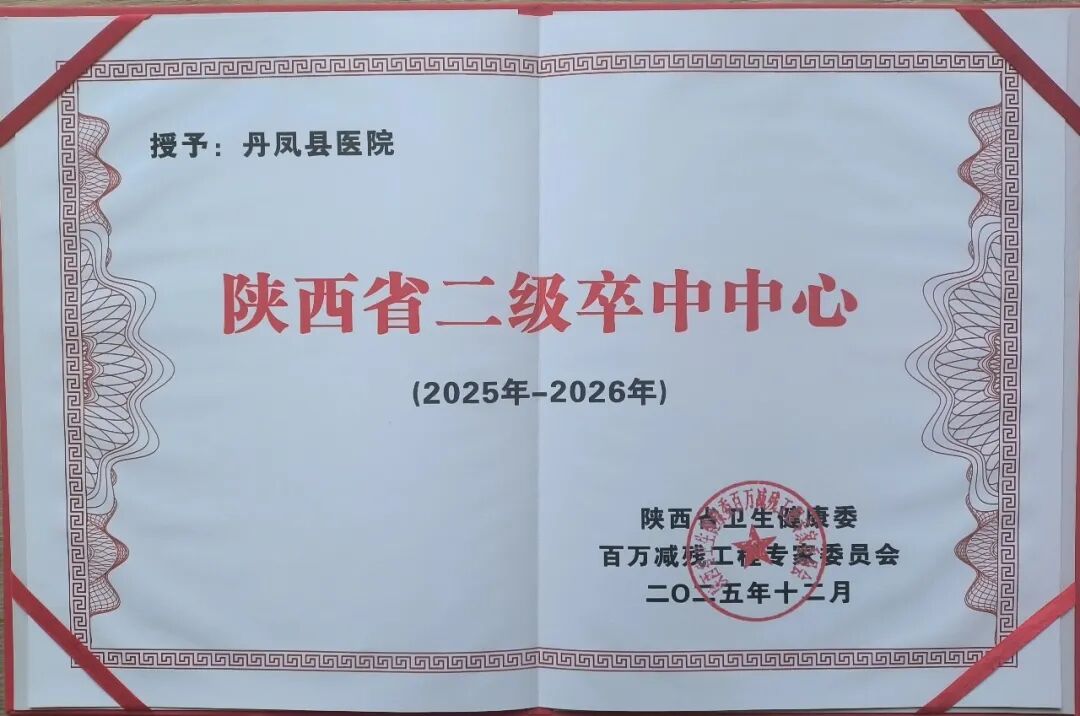 授予：丹凤县医院
陕西省二级卒中中心
(2025年-2026年)
陕西省卫生健康委
百万减残工程专家委员会
二〇二五年十二月